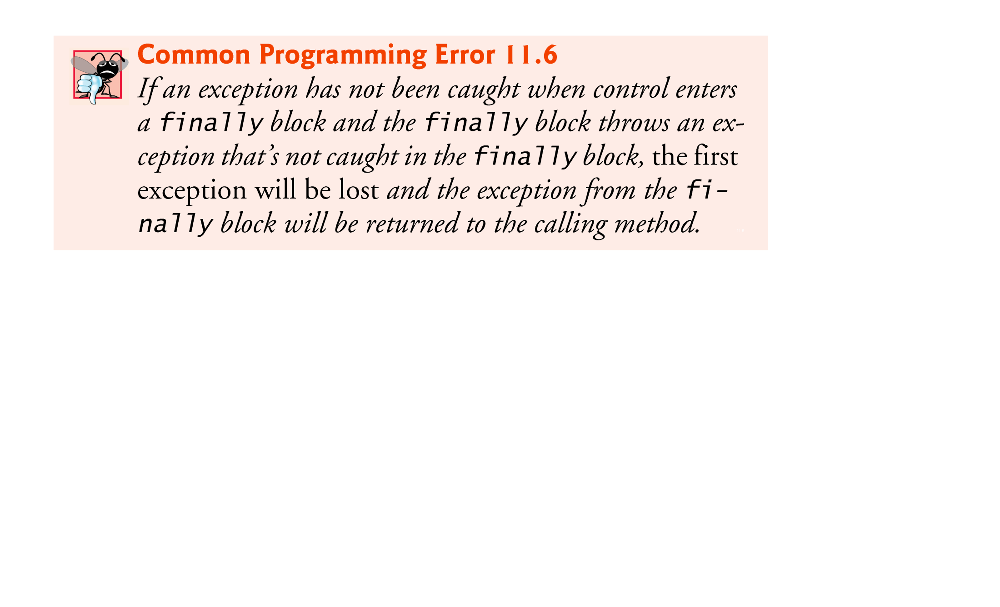 Common Programming Error 11.6
If an exception has not been caught when control enters
a finally block and the finally block throws an ex-
ception that’s not caught in the finally block, the first
exception will be lost and the exception from the fi-
nally block will be returned to the calling method.